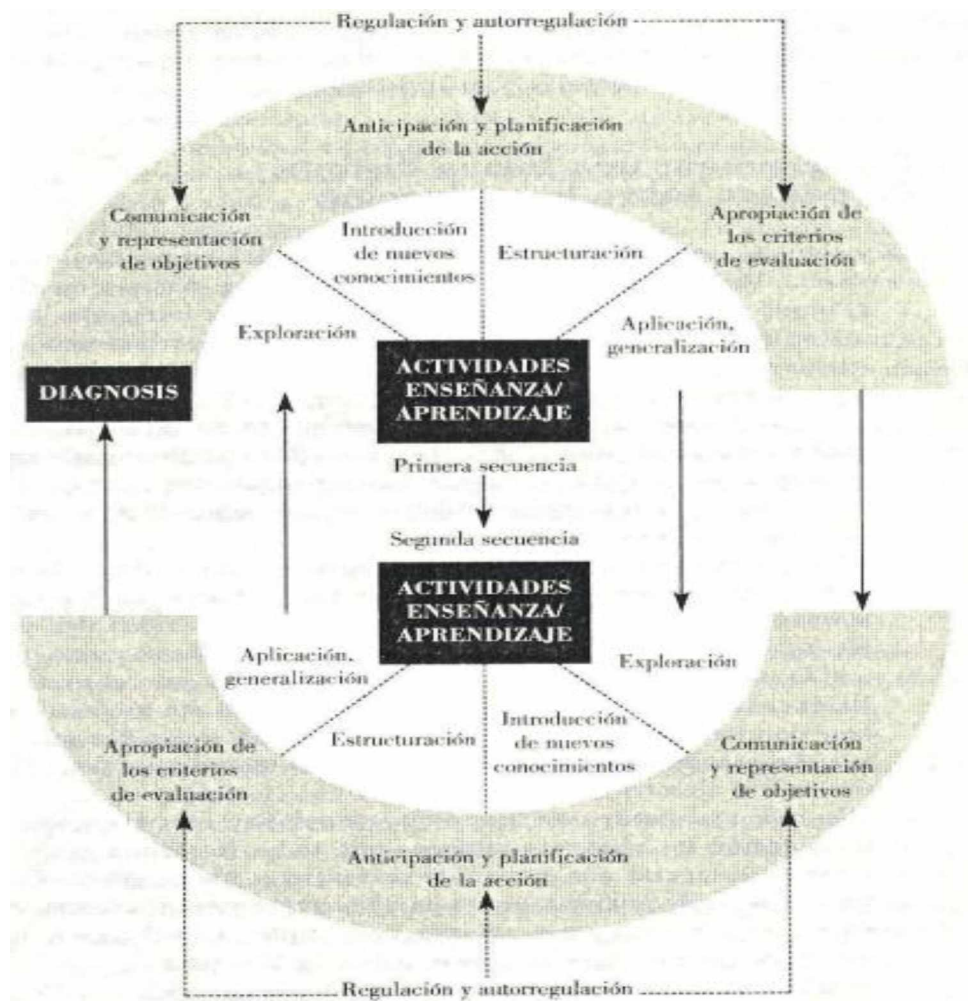 Regulación y autorregulación
Anticipación y planificación
de la acción
Comunicación
y representación
de objetivos
Introducción
de nuevos
conocimientos
Estructuración
Apropiación de
los criterios
de evaluación
Exploración
Aplicación,
generalización
DIAGNOSIS
ACTIVIDADES
ENSEÑANZA/
APRENDIZAJE
Primera secuencia
Segunda secuencia
ACTIVIDADES
ENSEÑANZA/
APRENDIZAJE
Aplicación,
generalización
Exploración
Estructuración
Introducción
de nuevos
conocimientos
Apropiación de
los criterios
de evaluación
Comunicación
y representación
de objetivos
Anticipación y planificación
de la acción
Regulación y autorregulación